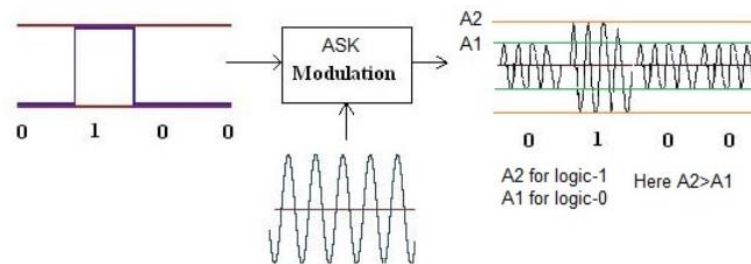 A2
A1
ASK
Modulation
0 1 0 0
0 1 0 0
A2 for logic-1
A1 for logic-0
Here A2>A1